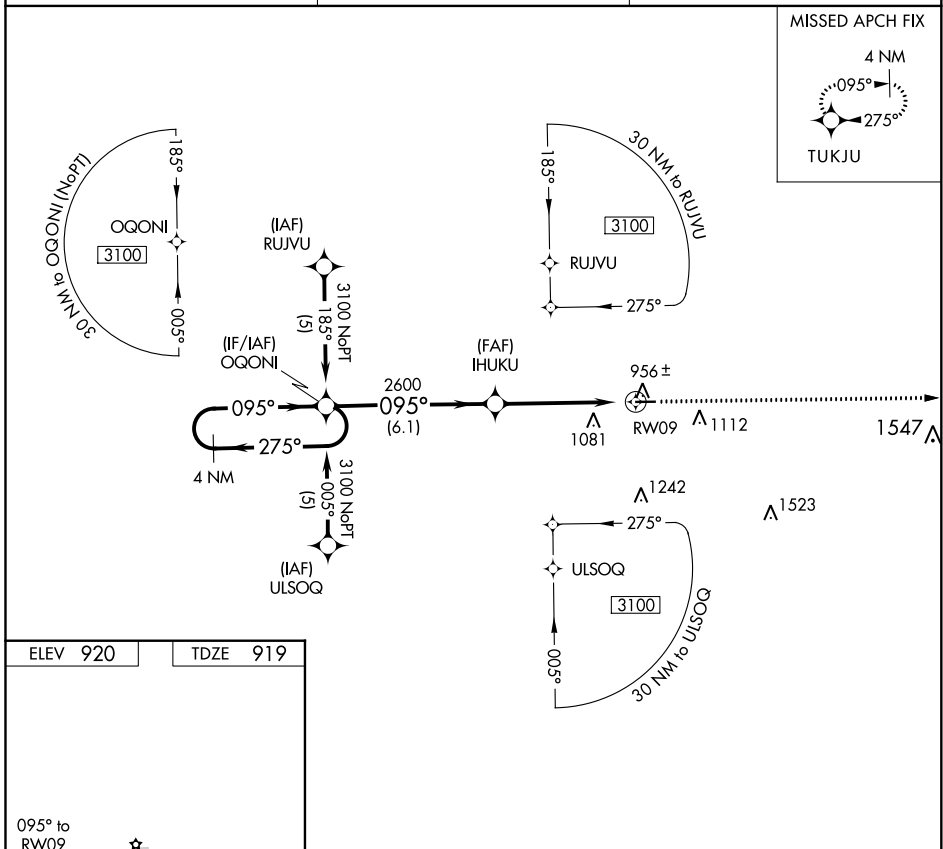 MISSED APCH FIX
4 NM
095°
275°
TUKJU
30 NM to OQONI (NoPT)
185°
OQONI
3100
005°
(IAF)
RUJVU
3100 NoPT
185°
(5)
30 NM to RUJVU
185°
3100
RUJVU
275°
(IF/IAF)
OQONI
(FAF)
IHUKU
2600
095°
(6.1)
095°
275°
4 NM
956 ±
1081
RW09
1112
1547
3100 NoPT
005°
(5)
(IAF)
ULSOQ
1242
1523
275°
ULSOQ
3100
005°
30 NM to ULSOQ
ELEV 920
TDZE 919
095° to
RW09